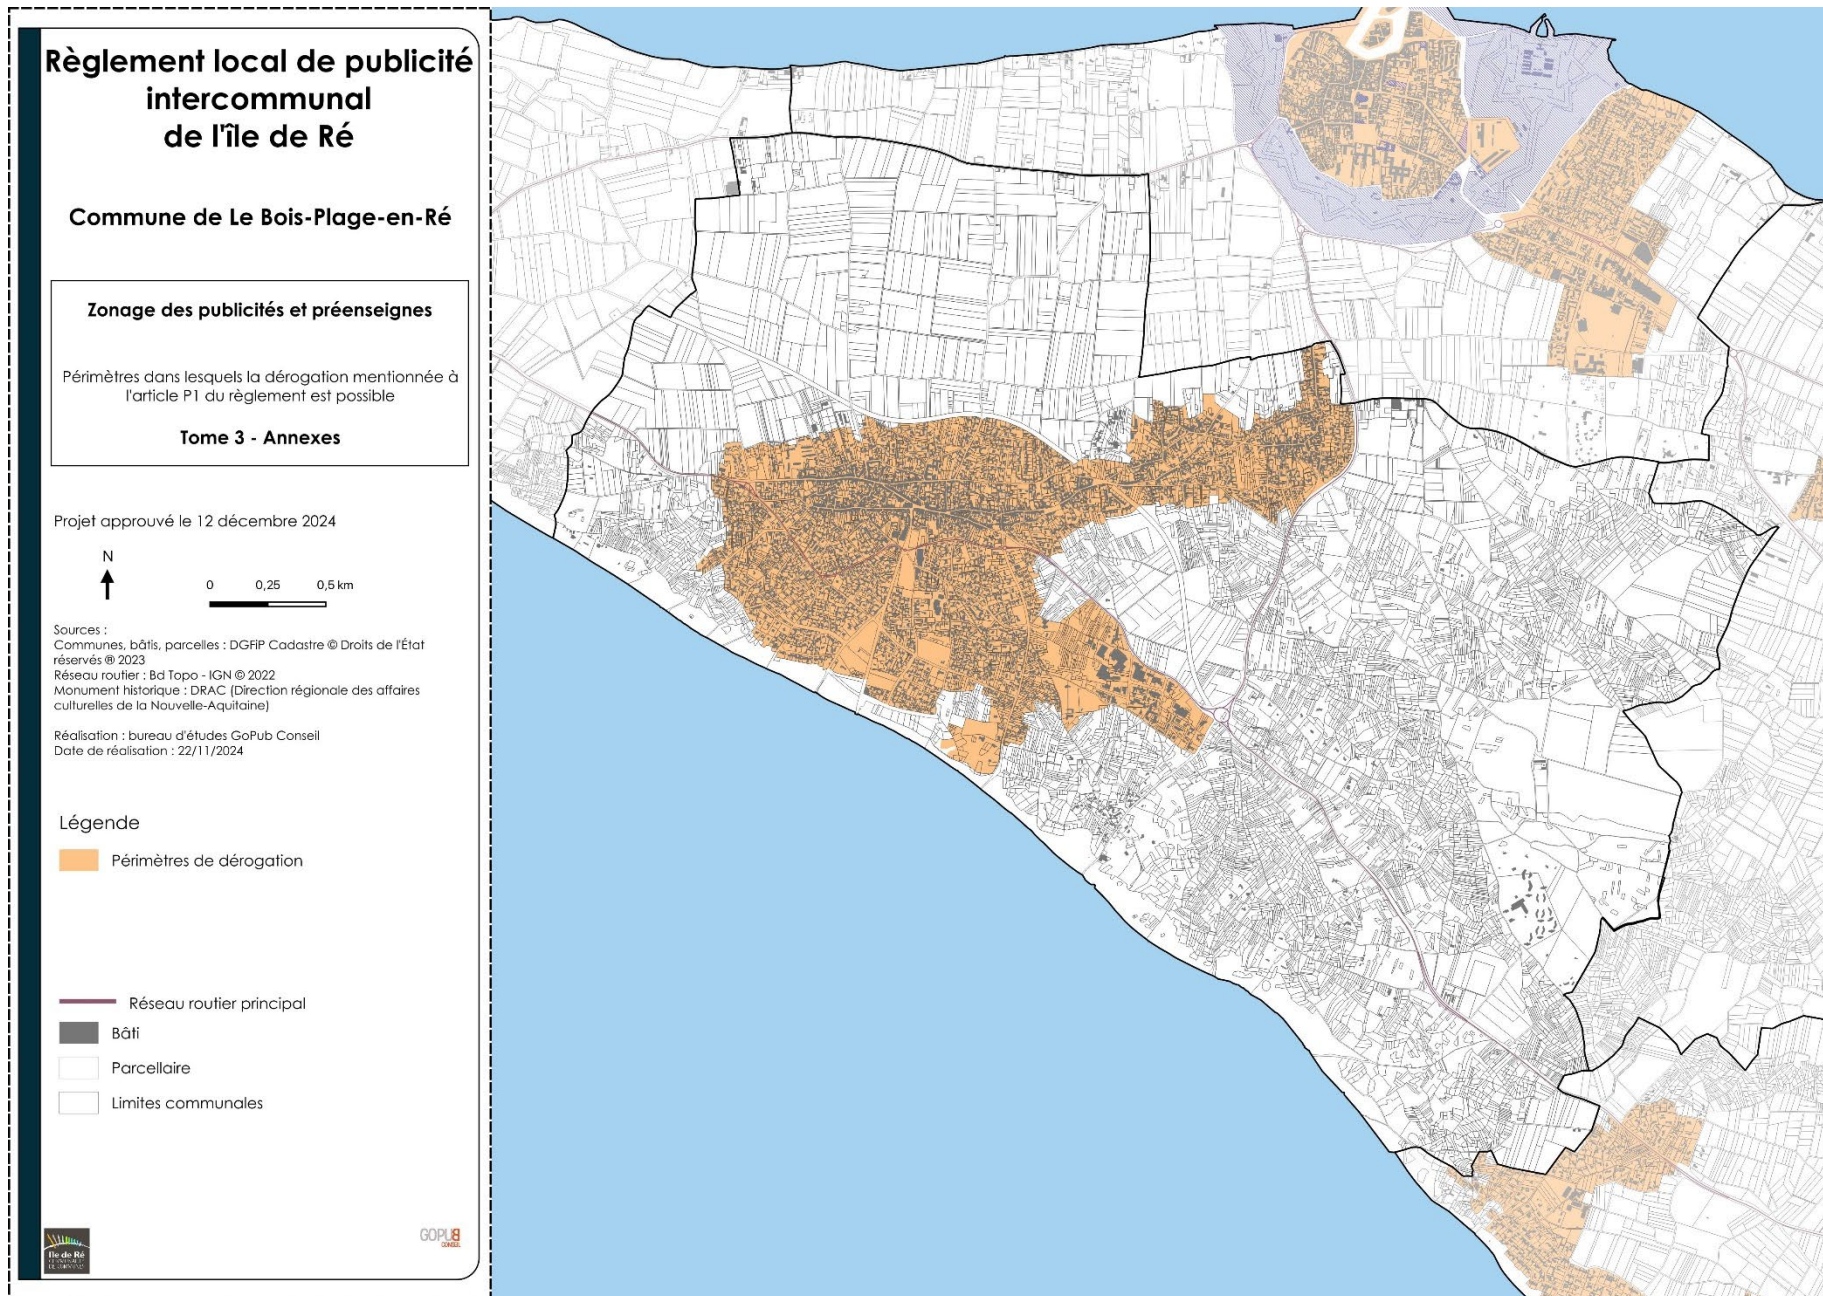 Règlement local de publicité
intercommunal
de l'île de Ré
Commune de Le Bois-Plage-en-Ré
Zonage des publicités et préenseignes
Périmètres dans lesquels la dérogation mentionnée à
l'article P1 du règlement est possible
Tome 3 - Annexes
Projet approuvé le 12 décembre 2024
N
0 0,25 0,5 km
Sources :
Communes, bâtis, parcelles : DGFiP Cadastre © Droits de l'État
réservés ® 2023
Réseau routier : Bd Topo - IGN © 2022
Monument historique : DRAC (Direction régionale des affaires
culturelles de la Nouvelle-Aquitaine)
Réalisation : bureau d'études GoPub Conseil
Date de réalisation : 22/11/2024
Légende
Périmètres de dérogation
Réseau routier principal
Bâti
Parcellaire
Limites communales
Ile de Ré
GOPUB
CONSEIL